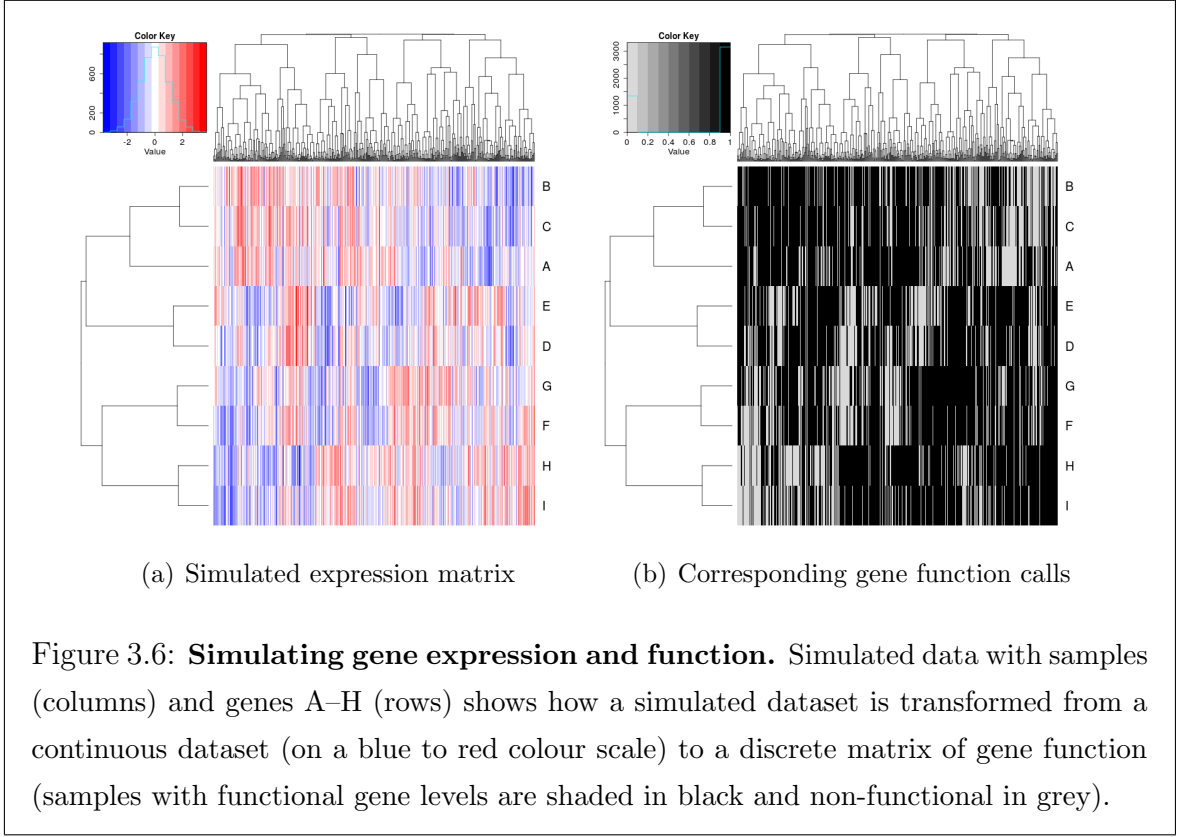 Color Key
600
200
0
-2 0 2
Value
B
C
A
E
D
G
F
H
I
(a) Simulated expression matrix
Color Key
3000
2000
1000
0
0 0.2 0.4 0.6 0.8 1
Value
B
C
A
E
D
G
F
H
I
(b) Corresponding gene function calls
Figure 3.6: Simulating gene expression and function. Simulated data with samples
(columns) and genes A–H (rows) shows how a simulated dataset is transformed from a
continuous dataset (on a blue to red colour scale) to a discrete matrix of gene function
(samples with functional gene levels are shaded in black and non-functional in grey).